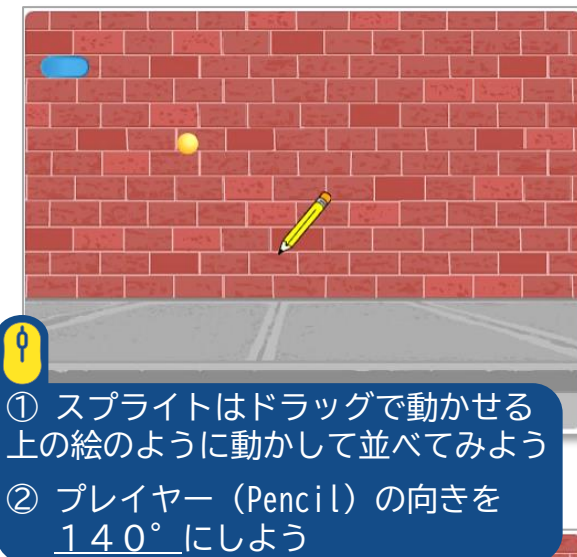 ① スプライトはドラッグで動かせる
上の絵のように動かして並べてみよう
② プレイヤー（Pencil）の向きを
１４０°にしよう